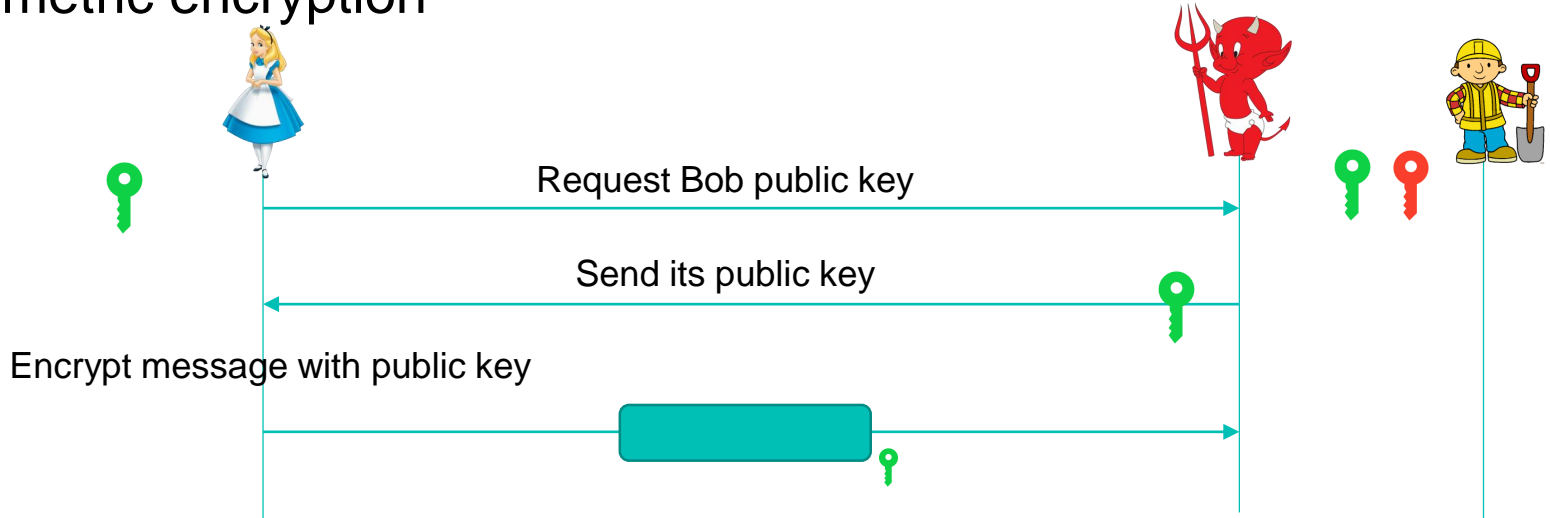 metric encryption
Request Bob public key
Send its public key
Encrypt message with public key